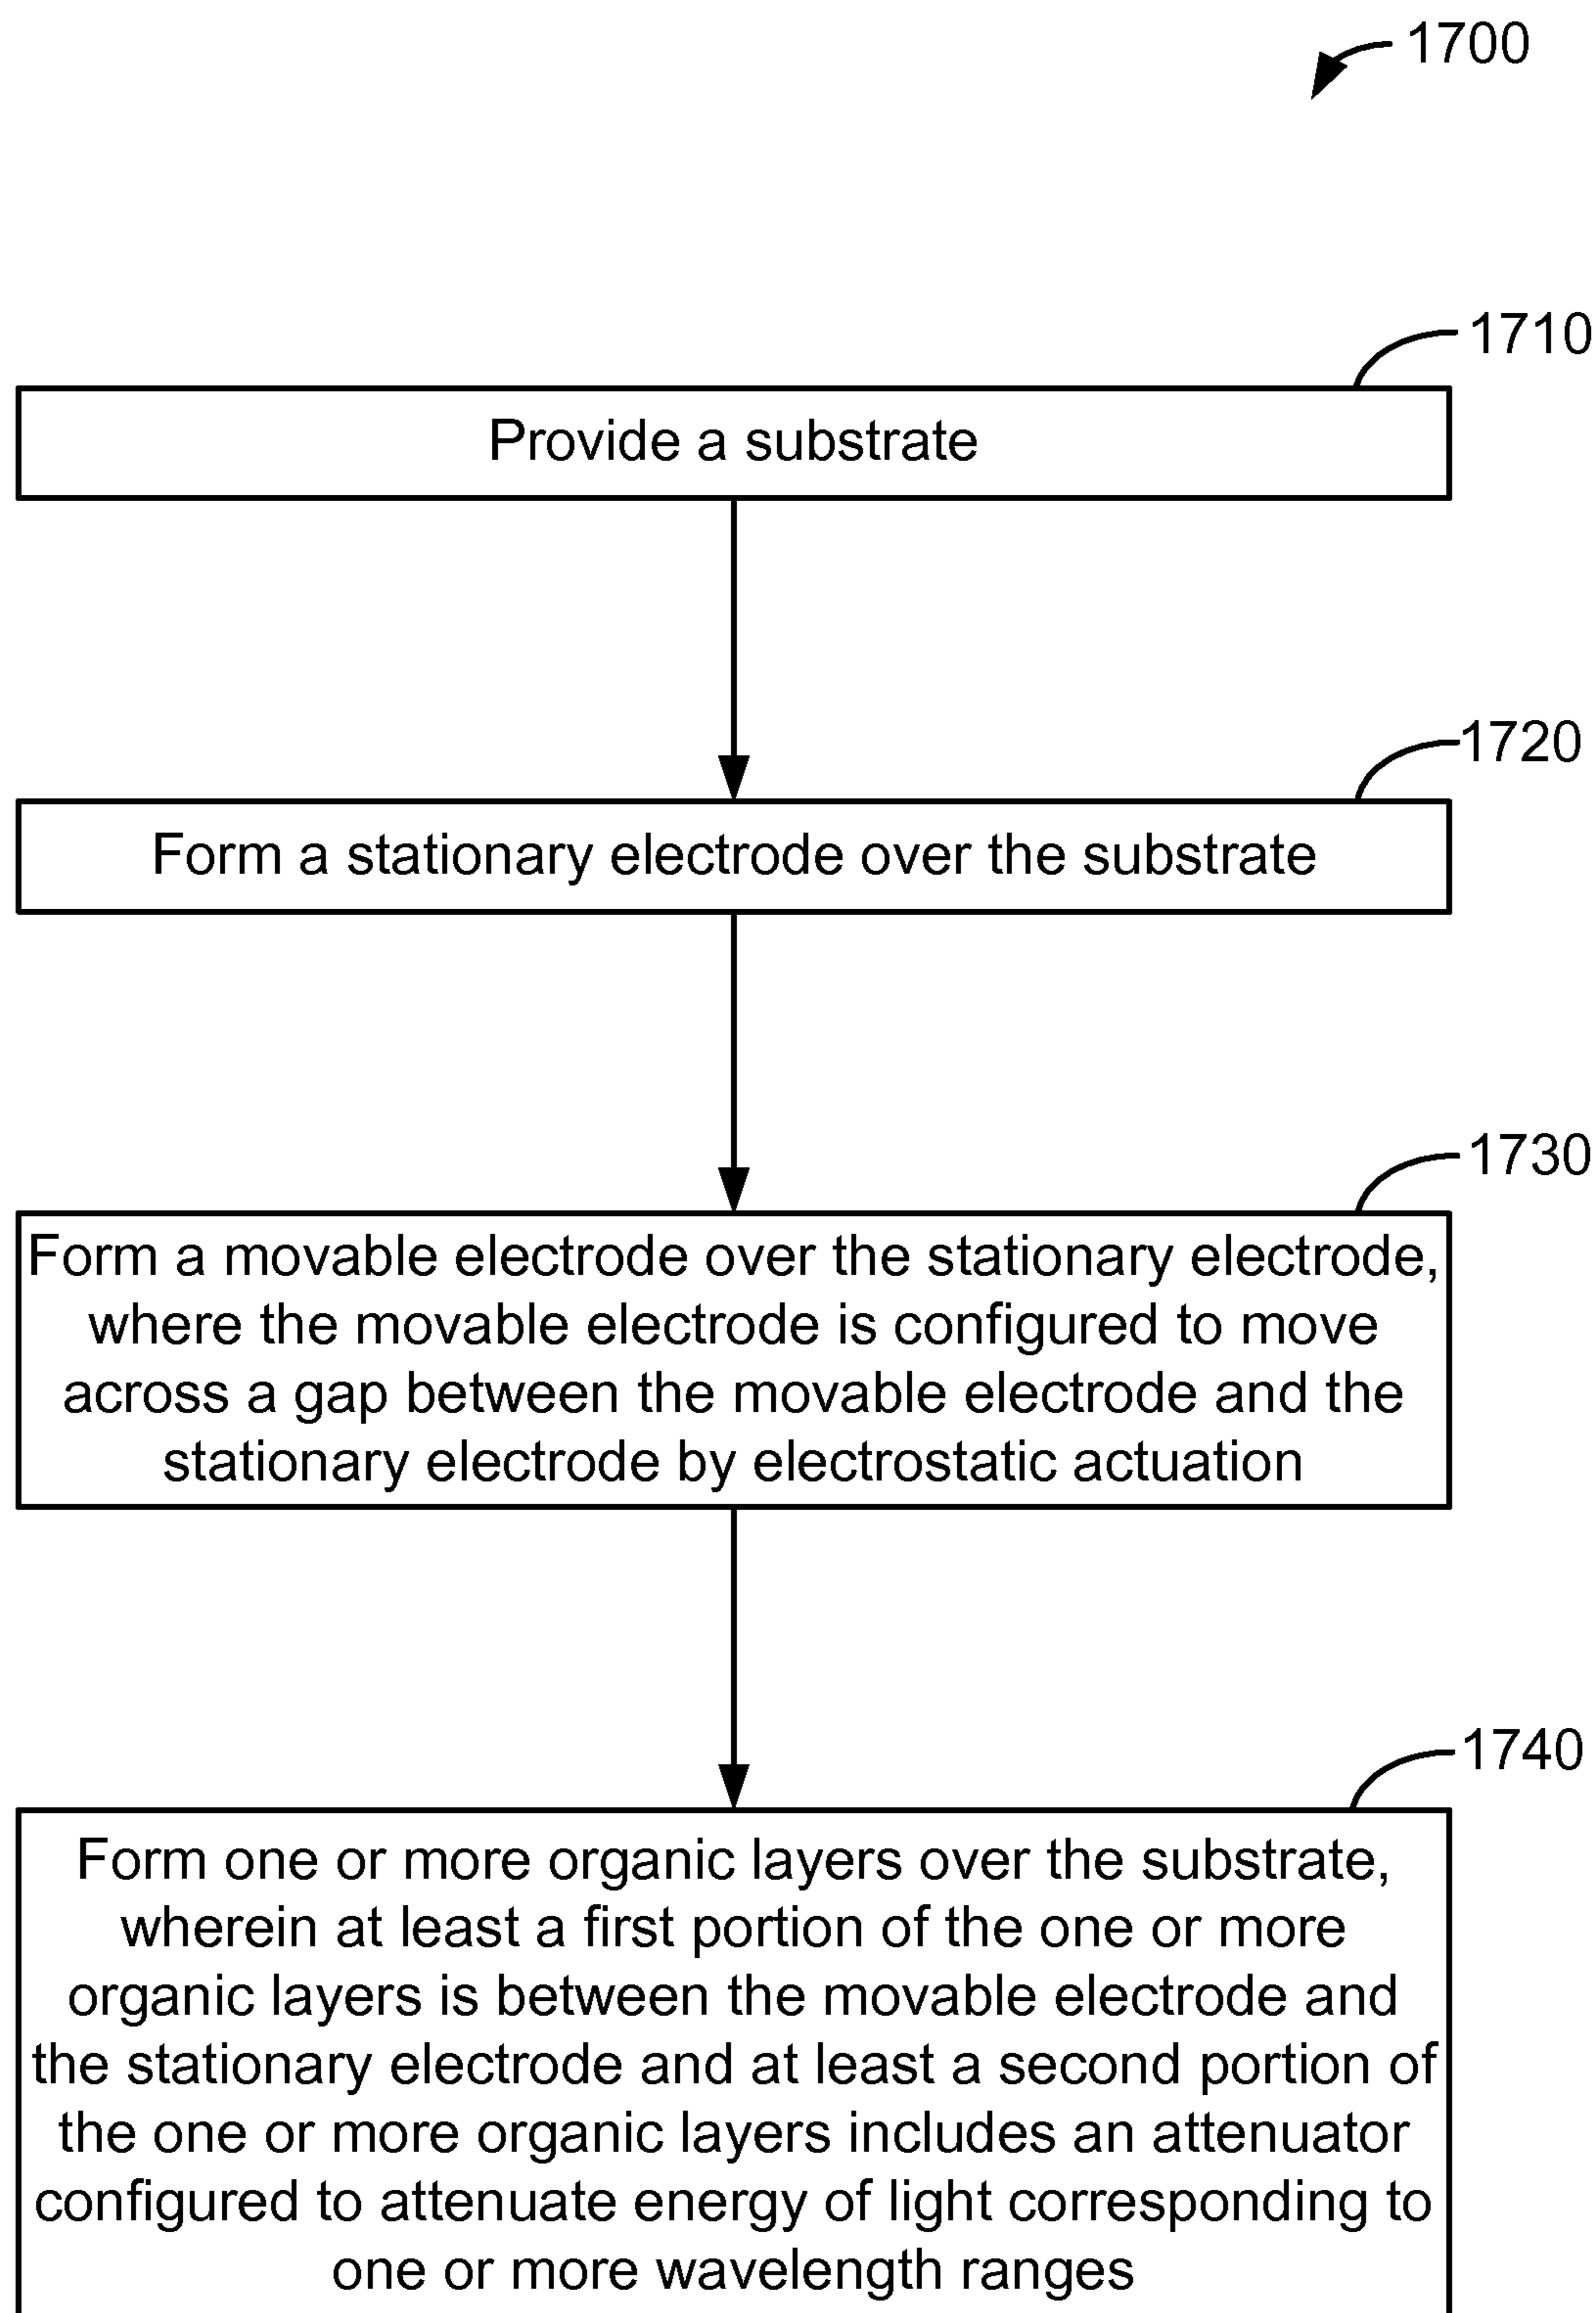 1700
1710
Provide a substrate
1720
Form a stationary electrode over the substrate
1730
Form a movable electrode over the stationary electrode,
where the movable electrode is configured to move
across a gap between the movable electrode and the
stationary electrode by electrostatic actuation
1740
Form one or more organic layers over the substrate,
wherein at least a first portion of the one or more
organic layers is between the movable electrode and
the stationary electrode and at least a second portion of
the one or more organic layers includes an attenuator
configured to attenuate energy of light corresponding to
one or more wavelength ranges